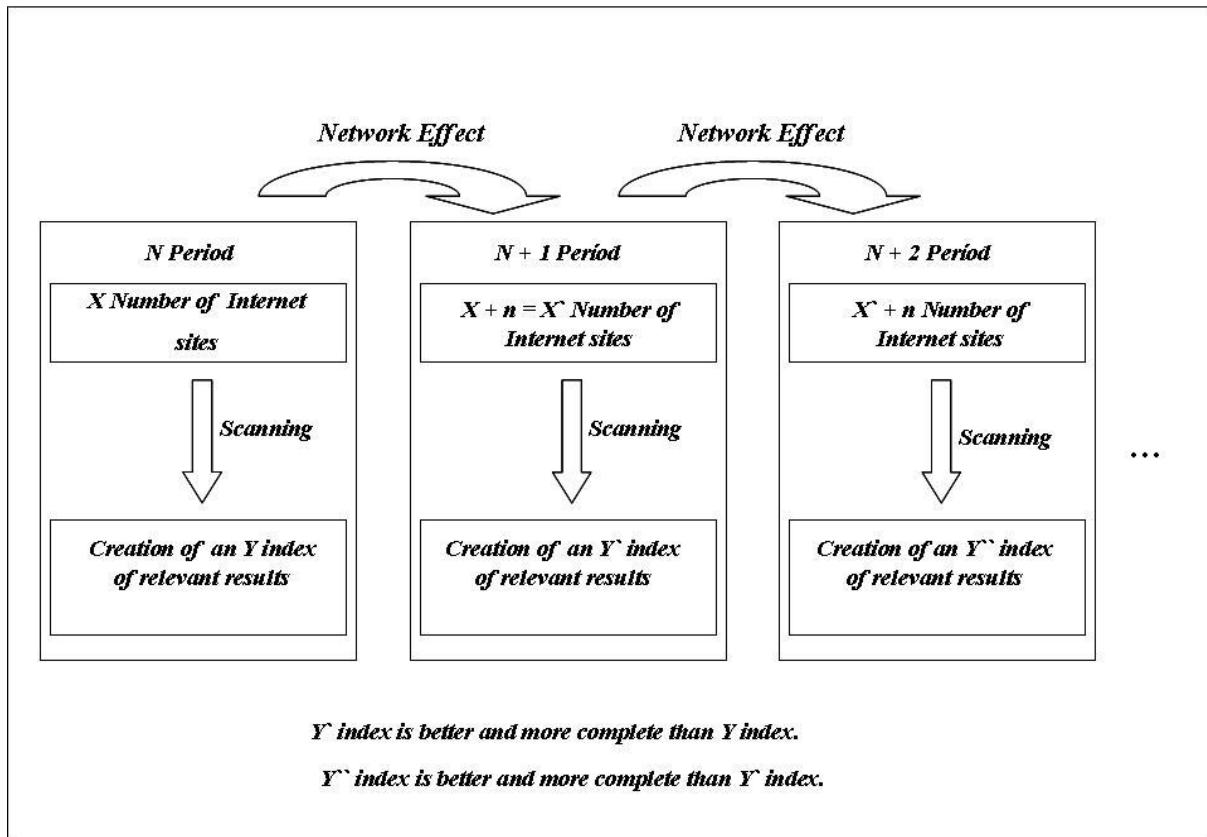 Network Effect
Network Effect
N Period
X Number of Internet
sites
Scanning
Creation of an Y index
of relevant results
N + 1 Períod
X + n = X` Number of
Internet sites
Scanning
Creation of an Y` index
of relevant results
N + 2 Períod
X` + n Number of
Internet sites
Scanning
Creation of an Y`` index
of relevant results
...
Y` index is better and more complete than Y index.
Y`` index is better and more complete than Y` index.